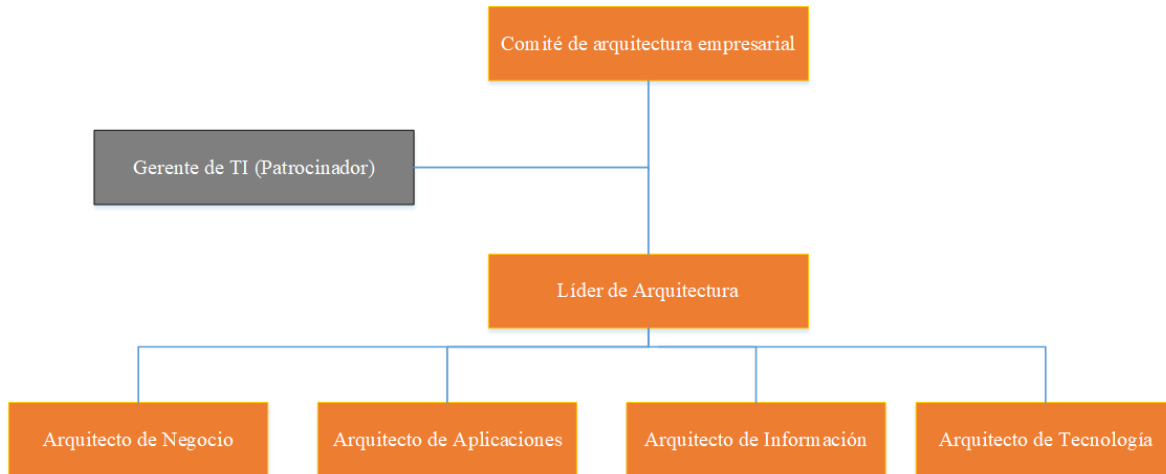 Comité de arquitectura empresarial
Gerente de TI (Patrocinador)
Líder de Arquitectura
Arquitecto de Negocio
Arquitecto de Aplicaciones
Arquitecto de Información
Arquitecto de Tecnología